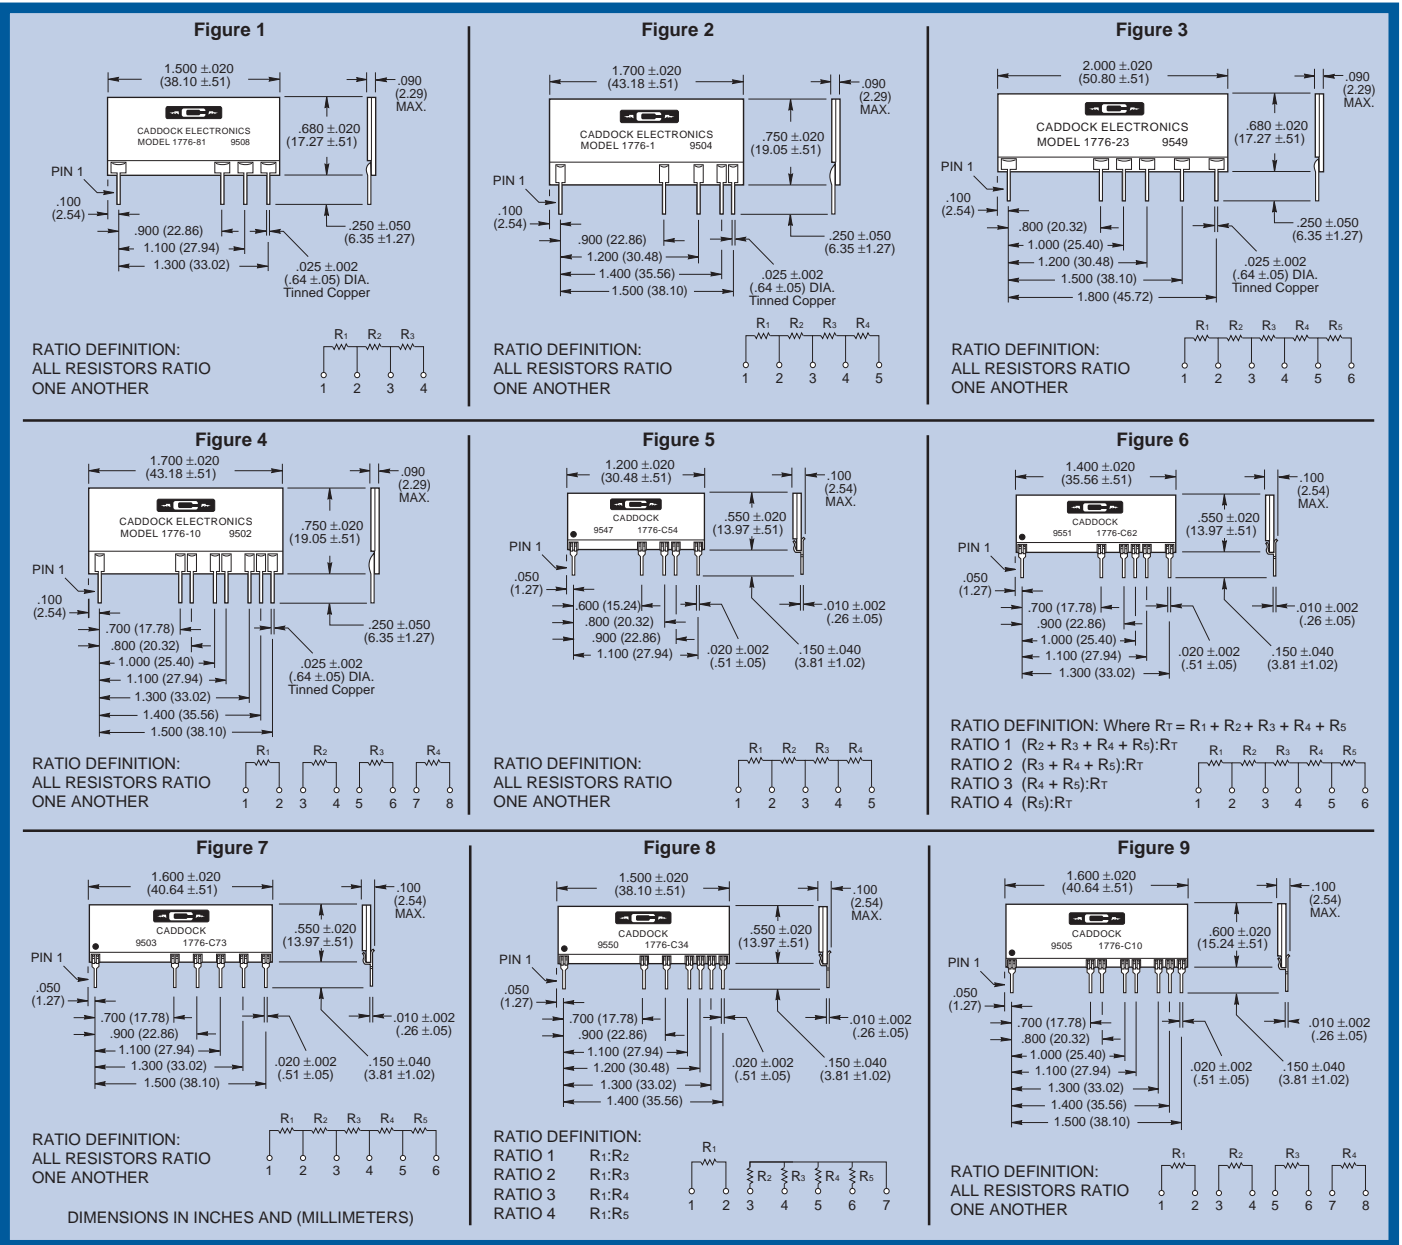 Figure 1
1.500 ±.020
(38.10 ±.51)
.090
(2.29)
MAX.
C
CADDOCK ELECTRONICS
MODEL 1776-81 9508
.680 ±.020
(17.27 ±.51)
PIN 1
.100
(2.54)
.900 (22.86)
1.100 (27.94)
1.300 (33.02)
.250 ±.050
(6.35 ±1.27)
.025 ±.002
(.64 ±.05) DIA.
Tinned Copper
RATIO DEFINITION:
ALL RESISTORS RATIO
ONE ANOTHER
R1 R2 R3
1 2 3 4
Figure 2
1.700 ±.020
(43.18 ±.51)
.090
(2.29)
MAX.
C
CADDOCK ELECTRONICS
MODEL 1776-1 9504
.750 ±.020
(19.05 ±.51)
PIN 1
.100
(2.54)
.900 (22.86)
1.200 (30.48)
1.400 (35.56)
1.500 (38.10)
.250 ±.050
(6.35 ±1.27)
.025 ±.002
(.64 ±.05) DIA.
Tinned Copper
RATIO DEFINITION:
ALL RESISTORS RATIO
ONE ANOTHER
R1 R2 R3 R4
1 2 3 4 5
Figure 3
2.000 ±.020
(50.80 ±.51)
.090
(2.29)
MAX.
C
CADDOCK ELECTRONICS
MODEL 1776-23 9549
.680 ±.020
(17.27 ±.51)
PIN 1
.100
(2.54)
.800 (20.32)
1.000 (25.40)
1.200 (30.48)
1.500 (38.10)
1.800 (45.72)
.250 ±.050
(6.35 ±1.27)
.025 ±.002
(.64 ±.05) DIA.
Tinned Copper
RATIO DEFINITION:
ALL RESISTORS RATIO
ONE ANOTHER
R1 R2 R3 R4 R5
1 2 3 4 5 6
Figure 4
1.700 ±.020
(43.18 ±.51)
.090
(2.29)
MAX.
C
CADDOCK ELECTRONICS
MODEL 1776-10 9502
.750 ±.020
(19.05 ±.51)
PIN 1
.100
(2.54)
.700 (17.78)
.800 (20.32)
1.000 (25.40)
1.100 (27.94)
1.300 (33.02)
1.400 (35.56)
1.500 (38.10)
.250 ±.050
(6.35 ±1.27)
.025 ±.002
(.64 ±.05) DIA.
Tinned Copper
RATIO DEFINITION:
ALL RESISTORS RATIO
ONE ANOTHER
R1 R2 R3 R4
1 2 3 4 5 6 7 8
Figure 5
1.200 ±.020
(30.48 ±.51)
.100
(2.54)
MAX.
C
CADDOCK
9547 1776-C54
.550 ±.020
(13.97 ±.51)
PIN 1
.050
(1.27)
.600 (15.24)
.800 (20.32)
.900 (22.86)
1.100 (27.94)
.010 ±.002
(.26 ±.05)
.020 ±.002
(.51 ±.05)
.150 ±.040
(3.81 ±1.02)
RATIO DEFINITION:
ALL RESISTORS RATIO
ONE ANOTHER
R1 R2 R3 R4
1 2 3 4 5
Figure 6
1.400 ±.020
(35.56 ±.51)
.100
(2.54)
MAX.
C
CADDOCK
9551 1776-C62
.550 ±.020
(13.97 ±.51)
PIN 1
.050
(1.27)
.700 (17.78)
.900 (22.86)
1.000 (25.40)
1.100 (27.94)
1.300 (33.02)
.010 ±.002
(.26 ±.05)
.020 ±.002
(.51 ±.05)
.150 ±.040
(3.81 ±1.02)
RATIO DEFINITION: Where RT = R1 + R2 + R3 + R4 + R5
RATIO 1 (R2 + R3 + R4 + R5):RT
RATIO 2 (R3 + R4 + R5):RT
RATIO 3 (R4 + R5):RT
RATIO 4 (R5):RT
R1 R2 R3 R4 R5
1 2 3 4 5 6
Figure 7
1.600 ±.020
(40.64 ±.51)
.100
(2.54)
MAX.
C
CADDOCK
9503 1776-C73
.550 ±.020
(13.97 ±.51)
PIN 1
.050
(1.27)
.700 (17.78)
.900 (22.86)
1.100 (27.94)
1.300 (33.02)
1.500 (38.10)
.010 ±.002
(.26 ±.05)
.020 ±.002
(.51 ±.05)
.150 ±.040
(3.81 ±1.02)
RATIO DEFINITION:
ALL RESISTORS RATIO
ONE ANOTHER
R1 R2 R3 R4 R5
1 2 3 4 5 6
DIMENSIONS IN INCHES AND (MILLIMETERS)
Figure 8
1.500 ±.020
(38.10 ±.51)
.100
(2.54)
MAX.
C
CADDOCK
9550 1776-C34
.550 ±.020
(13.97 ±.51)
PIN 1
.050
(1.27)
.700 (17.78)
.900 (22.86)
1.100 (27.94)
1.200 (30.48)
1.300 (33.02)
1.400 (35.56)
.010 ±.002
(.26 ±.05)
.020 ±.002
(.51 ±.05)
.150 ±.040
(3.81 ±1.02)
RATIO DEFINITION:
RATIO 1 R1:R2
RATIO 2 R1:R3
RATIO 3 R1:R4
RATIO 4 R1:R5
R1
R2 R3 R4 R5
1 2 3 4 5 6 7
Figure 9
1.600 ±.020
(40.64 ±.51)
.100
(2.54)
MAX.
C
CADDOCK
9505 1776-C10
.600 ±.020
(15.24 ±.51)
PIN 1
.050
(1.27)
.700 (17.78)
.800 (20.32)
1.000 (25.40)
1.100 (27.94)
1.300 (33.02)
1.400 (35.56)
1.500 (38.10)
.010 ±.002
(.26 ±.05)
.020 ±.002
(.51 ±.05)
.150 ±.040
(3.81 ±1.02)
RATIO DEFINITION:
ALL RESISTORS RATIO
ONE ANOTHER
R1 R2 R3 R4
1 2 3 4 5 6 7 8